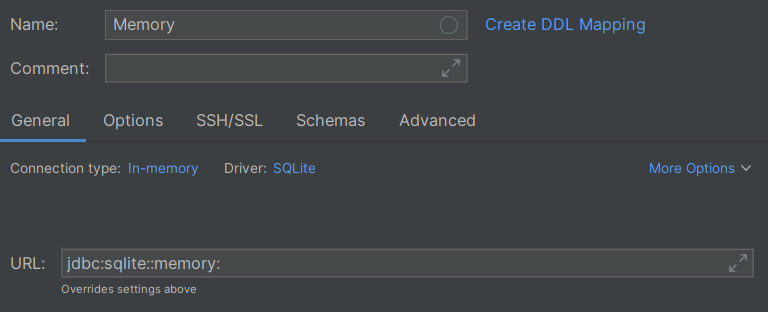 Name: Memory Create DDL Mapping
Comment:
General Options SSH/SSL Schemas Advanced
Connection type: In-memory Driver: SQLite More Options
URL: jdbc:sqlite::memory:
Overrides settings above